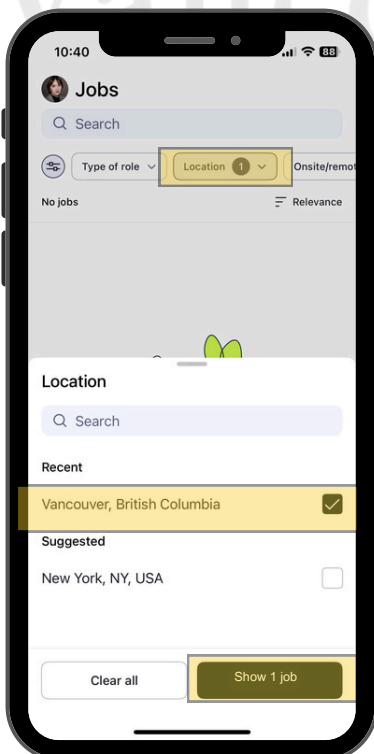 10:40 88
Jobs
Search
Type of role Location 1 Onsite/remot
No jobs Relevance
Location
Search
Recent
Vancouver, British Columbia
Suggested
New York, NY, USA
Clear all Show 1 job